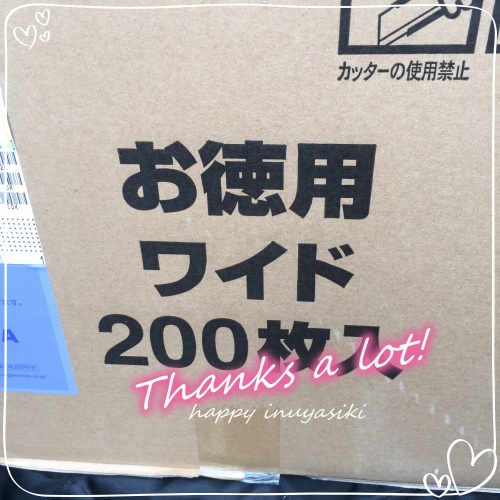 カッターの使用禁止
お徳用
ワイド
200枚入
Thanks a lot!
happy inuyasiki